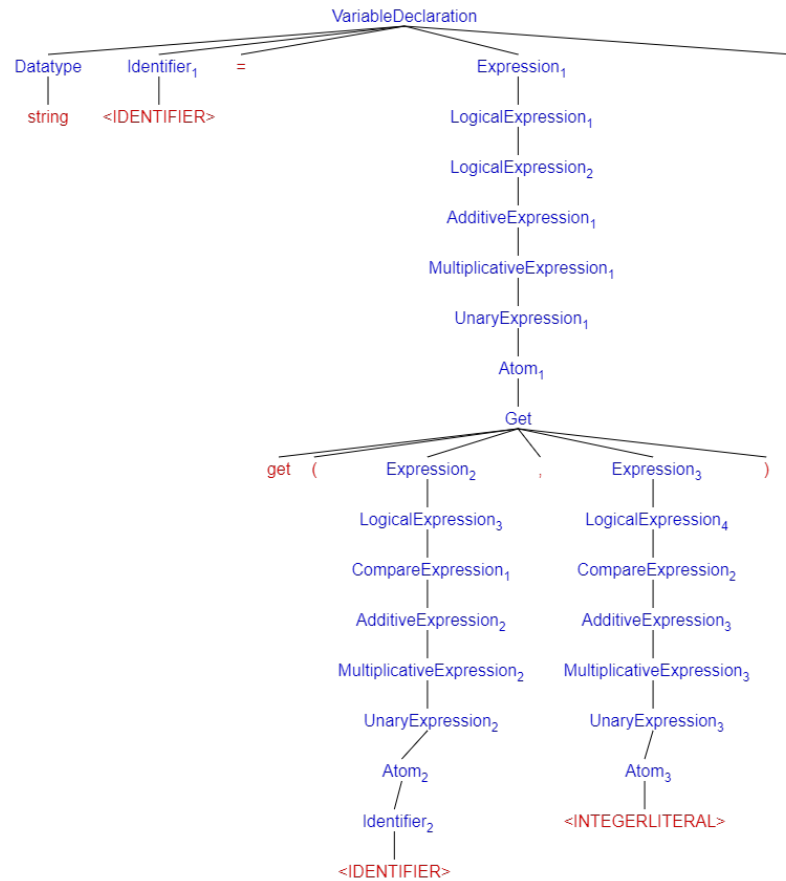 VariableDeclaration
Datatype Identifier₁ = Expression₁
string <IDENTIFIER> LogicalExpression₁
LogicalExpression₂
AdditiveExpression₁
MultiplicativeExpression₁
UnaryExpression₁
Atom₁
Get
get ( Expression₂ , Expression₃ )
LogicalExpression₃ LogicalExpression₄
CompareExpression₁ CompareExpression₂
AdditiveExpression₂ AdditiveExpression₃
MultiplicativeExpression₂ MultiplicativeExpression₃
UnaryExpression₂ UnaryExpression₃
Atom₂ Atom₃
Identifier₂ <INTEGERLITERAL>
<IDENTIFIER>